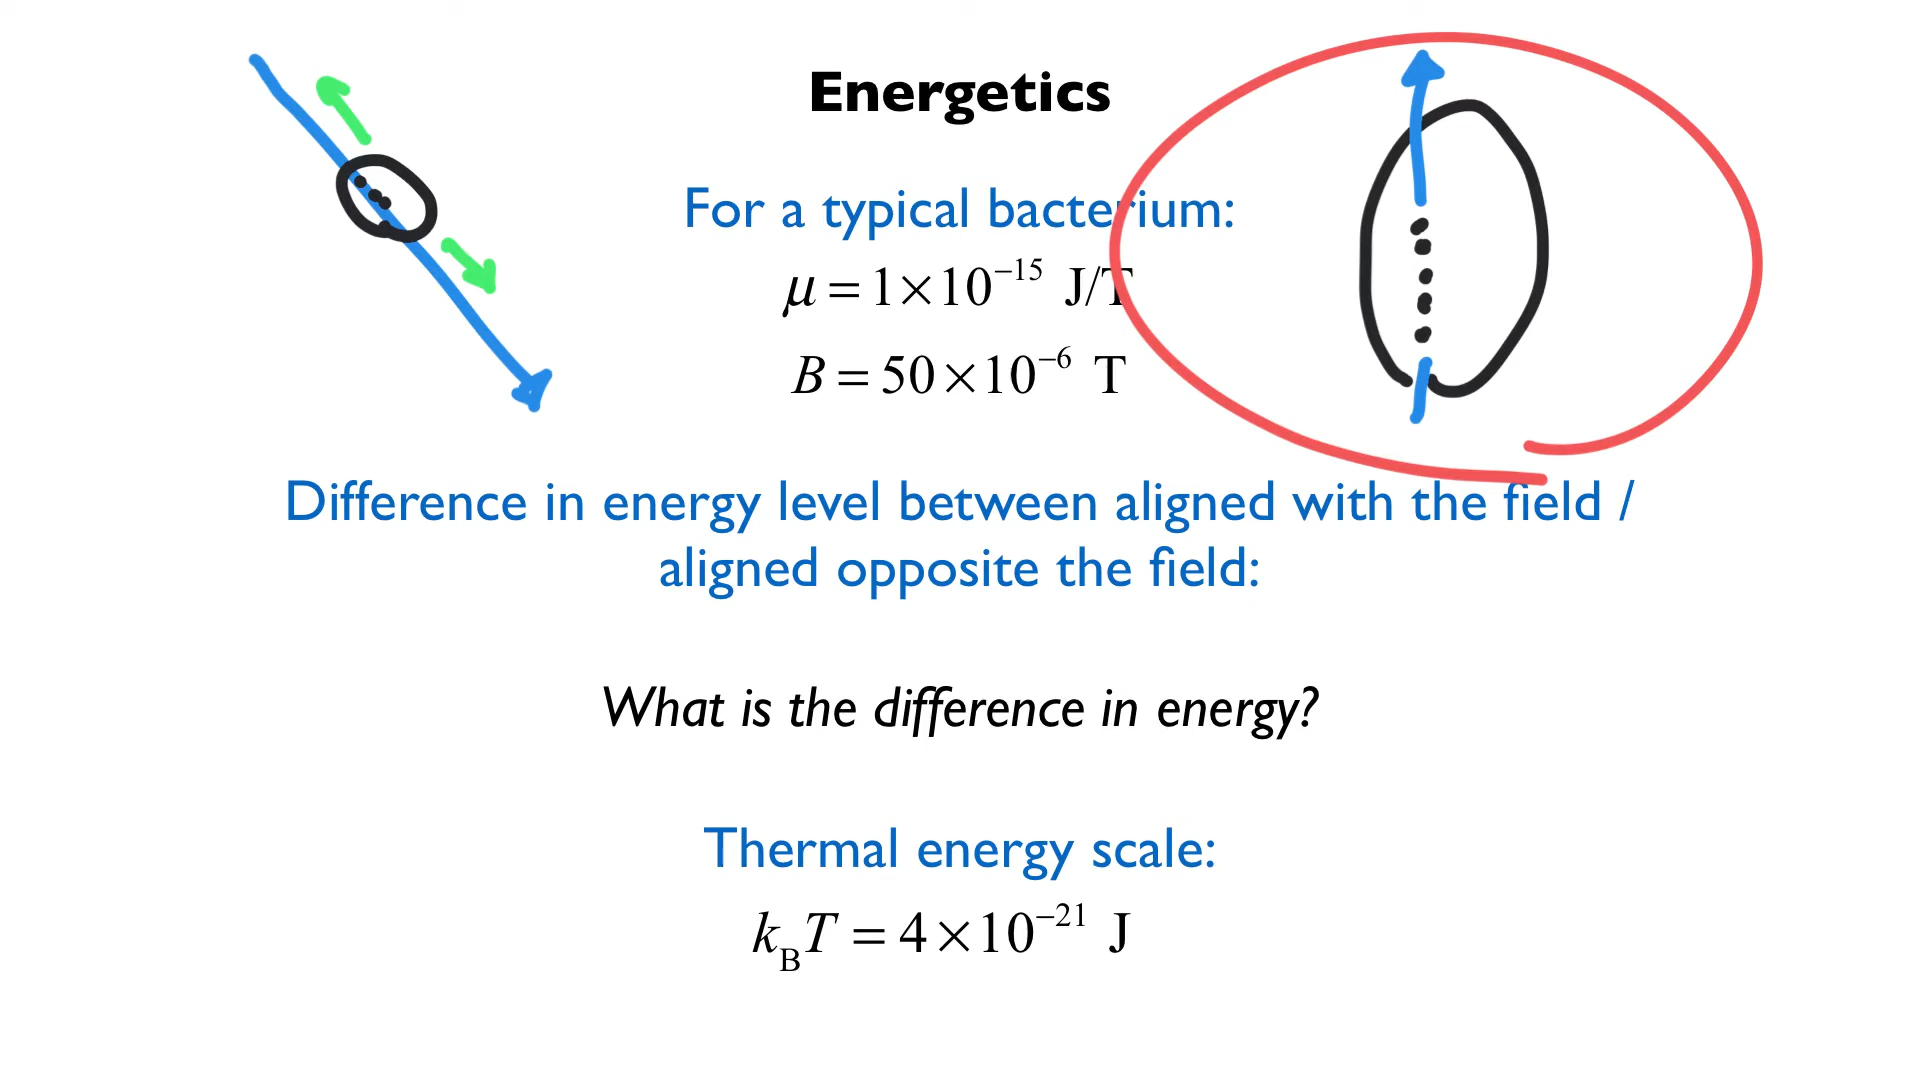 Energetics
For a typical bacterium:
μ = 1×10⁻¹⁵ J/T
B = 50×10⁻⁶ T
Difference in energy level between aligned with the field /
aligned opposite the field:
What is the difference in energy?
Thermal energy scale:
k_BT = 4×10⁻²¹ J